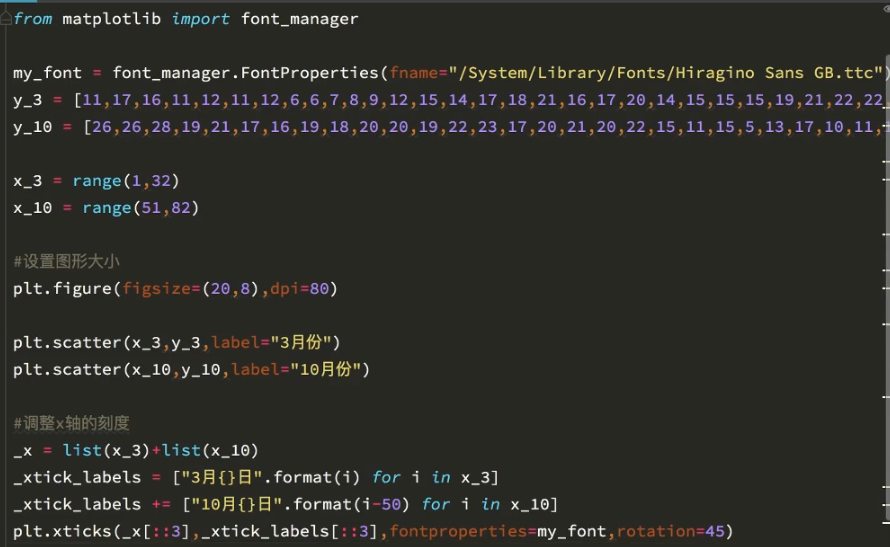 from matplotlib import font_manager
my_font = font_manager.FontProperties(fname="/System/Library/Fonts/Hiragino Sans GB.ttc")
y_3 = [11,17,16,11,12,11,12,6,6,7,8,9,12,15,14,17,18,21,16,17,20,14,15,15,15,19,21,22,22,
y_10 = [26,26,28,19,21,17,16,19,18,20,20,19,22,23,17,20,21,20,22,15,11,15,5,13,17,10,11,
x_3 = range(1,32)
x_10 = range(51,82)
#设置图形大小
plt.figure(figsize=(20,8),dpi=80)
plt.scatter(x_3,y_3,label="3月份")
plt.scatter(x_10,y_10,label="10月份")
#调整x轴的刻度
_x = list(x_3)+list(x_10)
_xtick_labels = ["3月{}日".format(i) for i in x_3]
_xtick_labels += ["10月{}日".format(i-50) for i in x_10]
plt.xticks(_x[::3],_xtick_labels[::3],fontproperties=my_font,rotation=45)